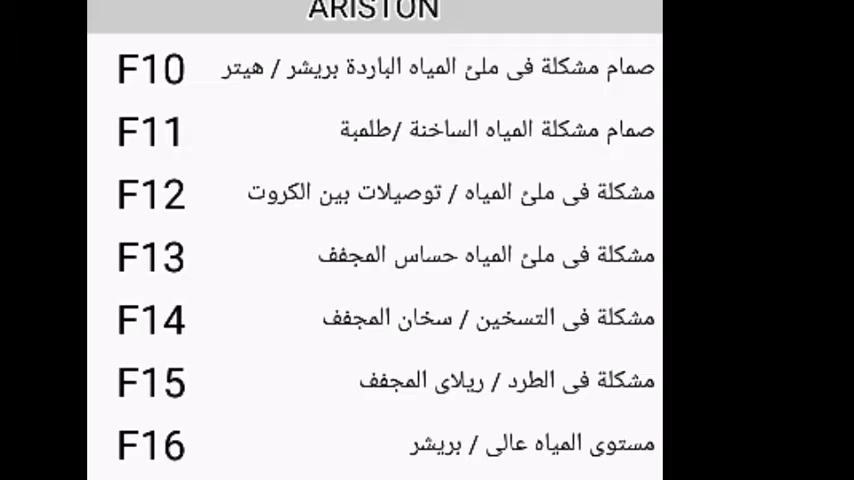 ARISTON
F10 صمام مشكلة فى ملئ المياه الباردة بريشر / هيتر
F11 صمام مشكلة المياه الساخنة /طلمبة
F12 مشكلة فى ملئ المياه / توصيلات بين الكروت
F13 مشكلة فى ملئ المياه حساس المجفف
F14 مشكلة فى التسخين / سخان المجفف
F15 مشكلة فى الطرد / ريلاى المجفف
F16 مستوى المياه عالى / بريشر